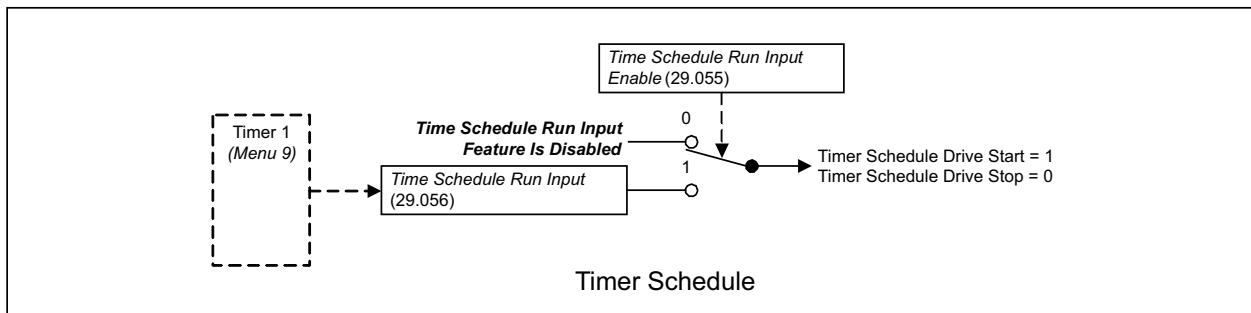 Time Schedule Run Input
Enable (29.055)
Timer 1
(Menu 9)
0
Time Schedule Run Input
Feature Is Disabled
1
Time Schedule Run Input
(29.056)
Timer Schedule Drive Start = 1
Timer Schedule Drive Stop = 0
Timer Schedule